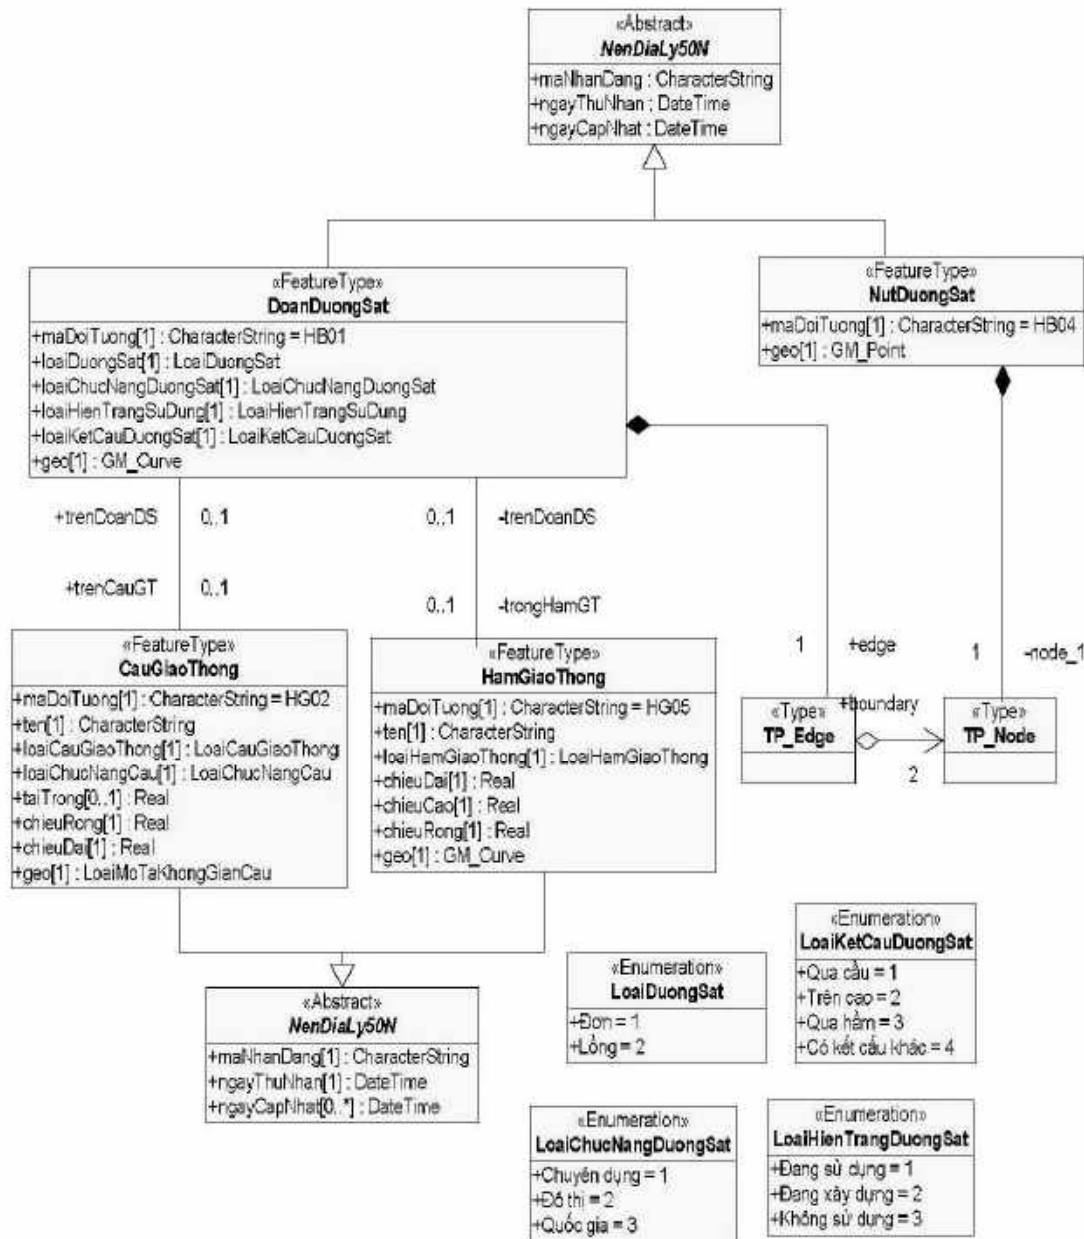 «Abstract»
NenDiaLy50N
+maNhanDang : CharacterString
+ngayThuNhan : DateTime
+ngayCapNhat : DateTime
«FeatureType»
DoanDuongSat
+maDoiTuong[1] : CharacterString = HB01
+loaiDuongSat[1] : LoaiDuongSat
+loaiChucNangDuongSat[1] : LoaiChucNangDuongSat
+loaiHienTrangSuDung[1] : LoaiHienTrangSuDung
+loaiKetCauDuongSat[1] : LoaiKetCauDuongSat
+geo[1] : GM_Curve
«FeatureType»
NutDuongSat
+maDoiTuong[1] : CharacterString = HB04
+geo[1] : GM_Point
+trenDoanDS 0..1
0..1 -trenDoanDS
+trenCauGT 0..1
0..1 -trongHamGT
«FeatureType»
CauGiaoThong
+maDoiTuong[1] : CharacterString = HG02
+ten[1] : CharacterString
+loaiCauGiaoThong[1] : LoaiCauGiaoThong
+loaiChucNangCau[1] : LoaiChucNangCau
+taiTrong[0..1] : Real
+chieuRong[1] : Real
+chieuDai[1] : Real
+geo[1] : LoaiMoTaKhongGianCau
«FeatureType»
HamGiaoThong
+maDoiTuong[1] : CharacterString = HG05
+ten[1] : CharacterString
+loaiHamGiaoThong[1] : LoaiHamGiaoThong
+chieuDai[1] : Real
+chieuCao[1] : Real
+chieuRong[1] : Real
+geo[1] : GM_Curve
1 +edge
1 -node_1
«Type»
TP_Edge
+boundary
2
«Type»
TP_Node
«Abstract»
NenDiaLy50N
+maNhanDang[1] : CharacterString
+ngayThuNhan[1] : DateTime
+ngayCapNhat[0..*] : DateTime
«Enumeration»
LoaiDuongSat
+Đơn = 1
+Lồng = 2
«Enumeration»
LoaiKetCauDuongSat
+Qua cầu = 1
+Trên cao = 2
+Qua hầm = 3
+Có kết cấu khác = 4
«Enumeration»
LoaiChucNangDuongSat
+Chuyên dụng = 1
+Đô thị = 2
+Quốc gia = 3
«Enumeration»
LoaiHienTrangDuongSat
+Đang sử dụng = 1
+Đang xây dựng = 2
+Không sử dụng = 3